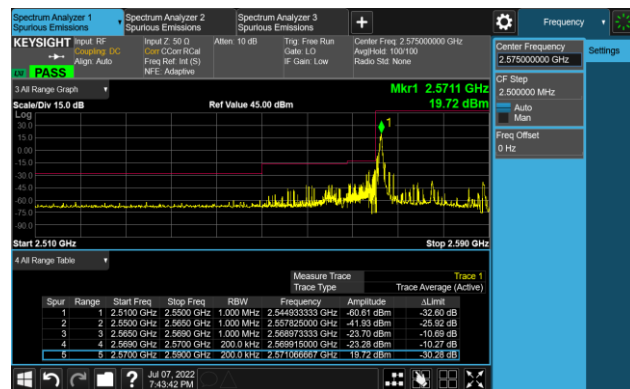 Spectrum Analyzer 1
Spurious Emissions
Spectrum Analyzer 2
Spurious Emissions
Spectrum Analyzer 3
Spurious Emissions
Frequency
KEYSIGHT
Input: RF
Coupling: DC
Align: Auto
Input Z: 50 Ω
Corr CCorr RCal
Freq Ref: Int (S)
NFE: Adaptive
Atten: 10 dB
Trig: Free Run
Gate: LO
IF Gain: Low
Center Freq: 2.575000000 GHz
Avg|Hold: 100/100
Radio Std: None
PASS
Center Frequency
2.575000000 GHz
Settings
CF Step
2.500000 MHz
Auto
Man
Freq Offset
0 Hz
3 All Range Graph
Mkr1 2.5711 GHz
Scale/Div 15.0 dB
Ref Value 45.00 dBm
19.72 dBm
Log
30.0
15.0
0.00
-15.0
-30.0
-45.0
-60.0
-75.0
-90.0
1
Start 2.510 GHz
Stop 2.590 GHz
4 All Range Table
Measure Trace Trace 1
Trace Type Trace Average (Active)
Spur Range Start Freq Stop Freq RBW Frequency Amplitude ΔLimit
1 1 2.5100 GHz 2.5500 GHz 1.000 MHz 2.544933333 GHz -60.61 dBm -32.60 dB
2 2 2.5500 GHz 2.5650 GHz 1.000 MHz 2.557825000 GHz -41.93 dBm -25.92 dB
3 3 2.5650 GHz 2.5690 GHz 1.000 MHz 2.568973333 GHz -23.70 dBm -10.69 dB
4 4 2.5690 GHz 2.5700 GHz 200.0 kHz 2.569915000 GHz -23.28 dBm -10.27 dB
5 5 2.5700 GHz 2.5900 GHz 200.0 kHz 2.571066667 GHz 19.72 dBm -30.28 dB
Jul 07, 2022
7:43:42 PM